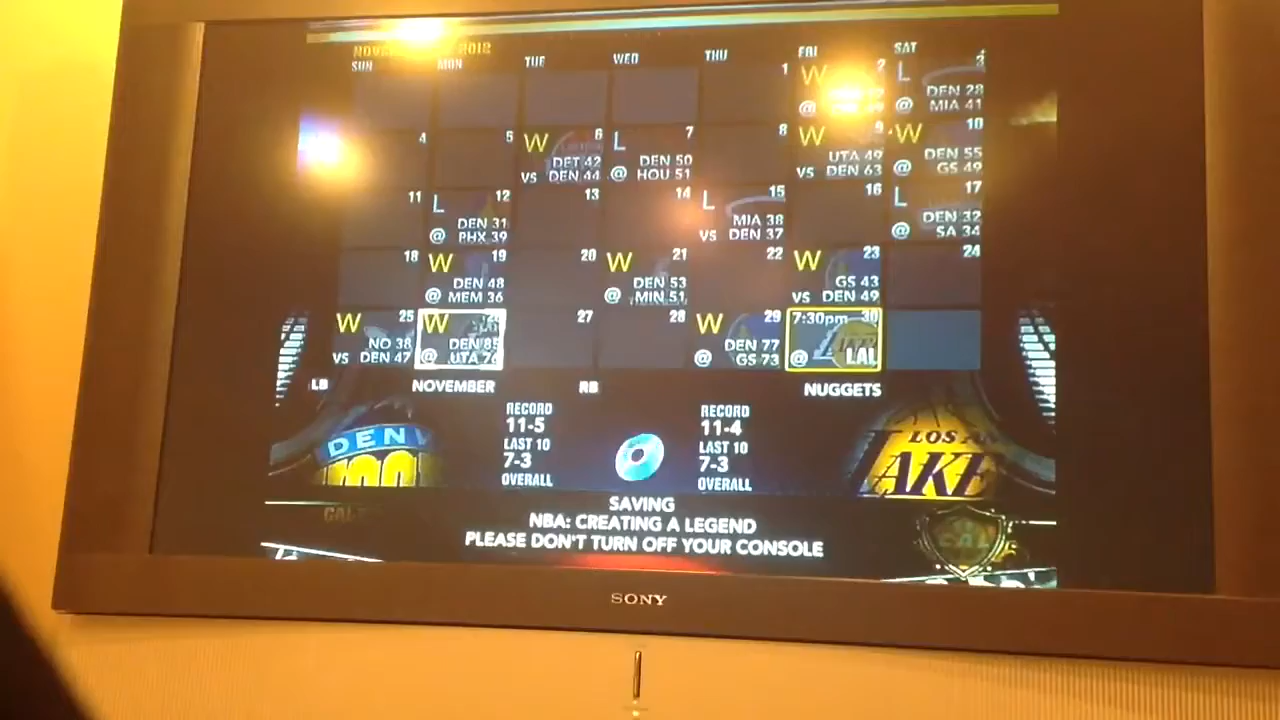 2012
SUN MON TUE WED THU FRI SAT
1 W 2 L 3
@ @ DEN 28
MIA 41
4 5 W 6 L 7 8 W 9 W 10
DET 42 DEN 50 UTA 49 DEN 55
VS DEN 44 @ HOU 51 VS DEN 63 @ GS 49
11 L 12 13 14 L 15 16 L 17
DEN 31 MIA 38 DEN 32
@ PHX 39 VS DEN 37 @ SA 34
18 W 19 20 W 21 22 W 23 24
DEN 48 DEN 53 GS 43
@ MEM 36 @ MIN 51 VS DEN 49
W 25 W 27 28 W 29 7:30pm 30
NO 38 DEN 85 DEN 77
VS DEN 47 @ UTA 76 @ GS 73 @ LAL
LB NOVEMBER RB NUGGETS
RECORD RECORD
11-5 11-4
LAST 10 LAST 10
7-3 7-3
OVERALL OVERALL
SAVING
NBA: CREATING A LEGEND
PLEASE DON'T TURN OFF YOUR CONSOLE
SONY